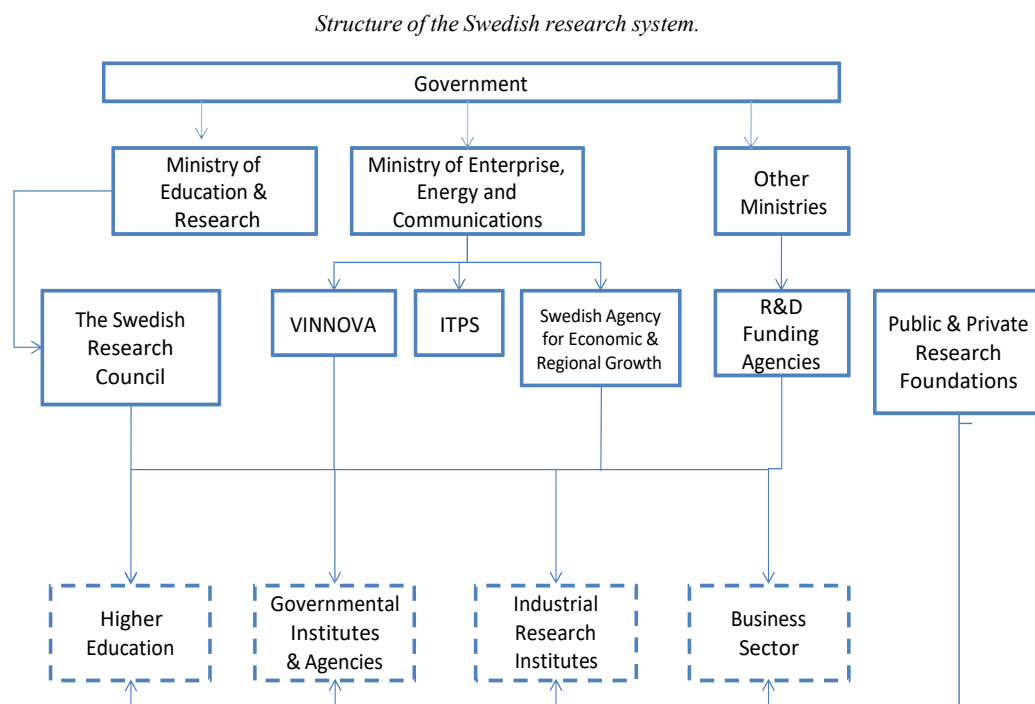 Structure of the Swedish research system.
Government
Ministry of
Education &
Research
Ministry of Enterprise,
Energy and
Communications
Other
Ministries
The Swedish
Research
Council
VINNOVA
ITPS
Swedish Agency
for Economic &
Regional Growth
R&D
Funding
Agencies
Public & Private
Research
Foundations
Higher
Education
Governmental
Institutes
& Agencies
Industrial
Research
Institutes
Business
Sector